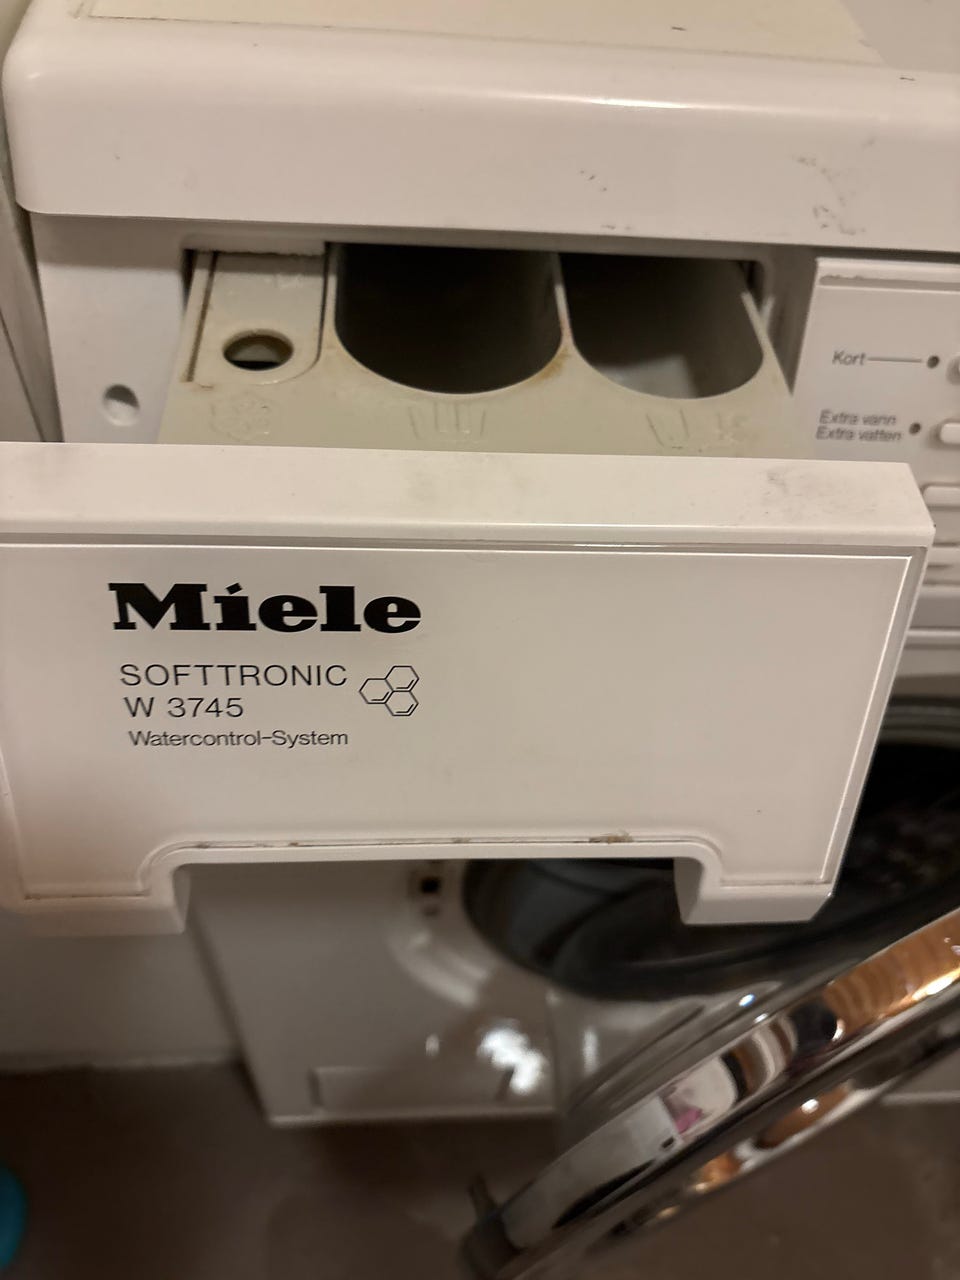 Kort
Extra vann
Extra vatten
Miele
SOFTTRONIC
W 3745
Watercontrol-System